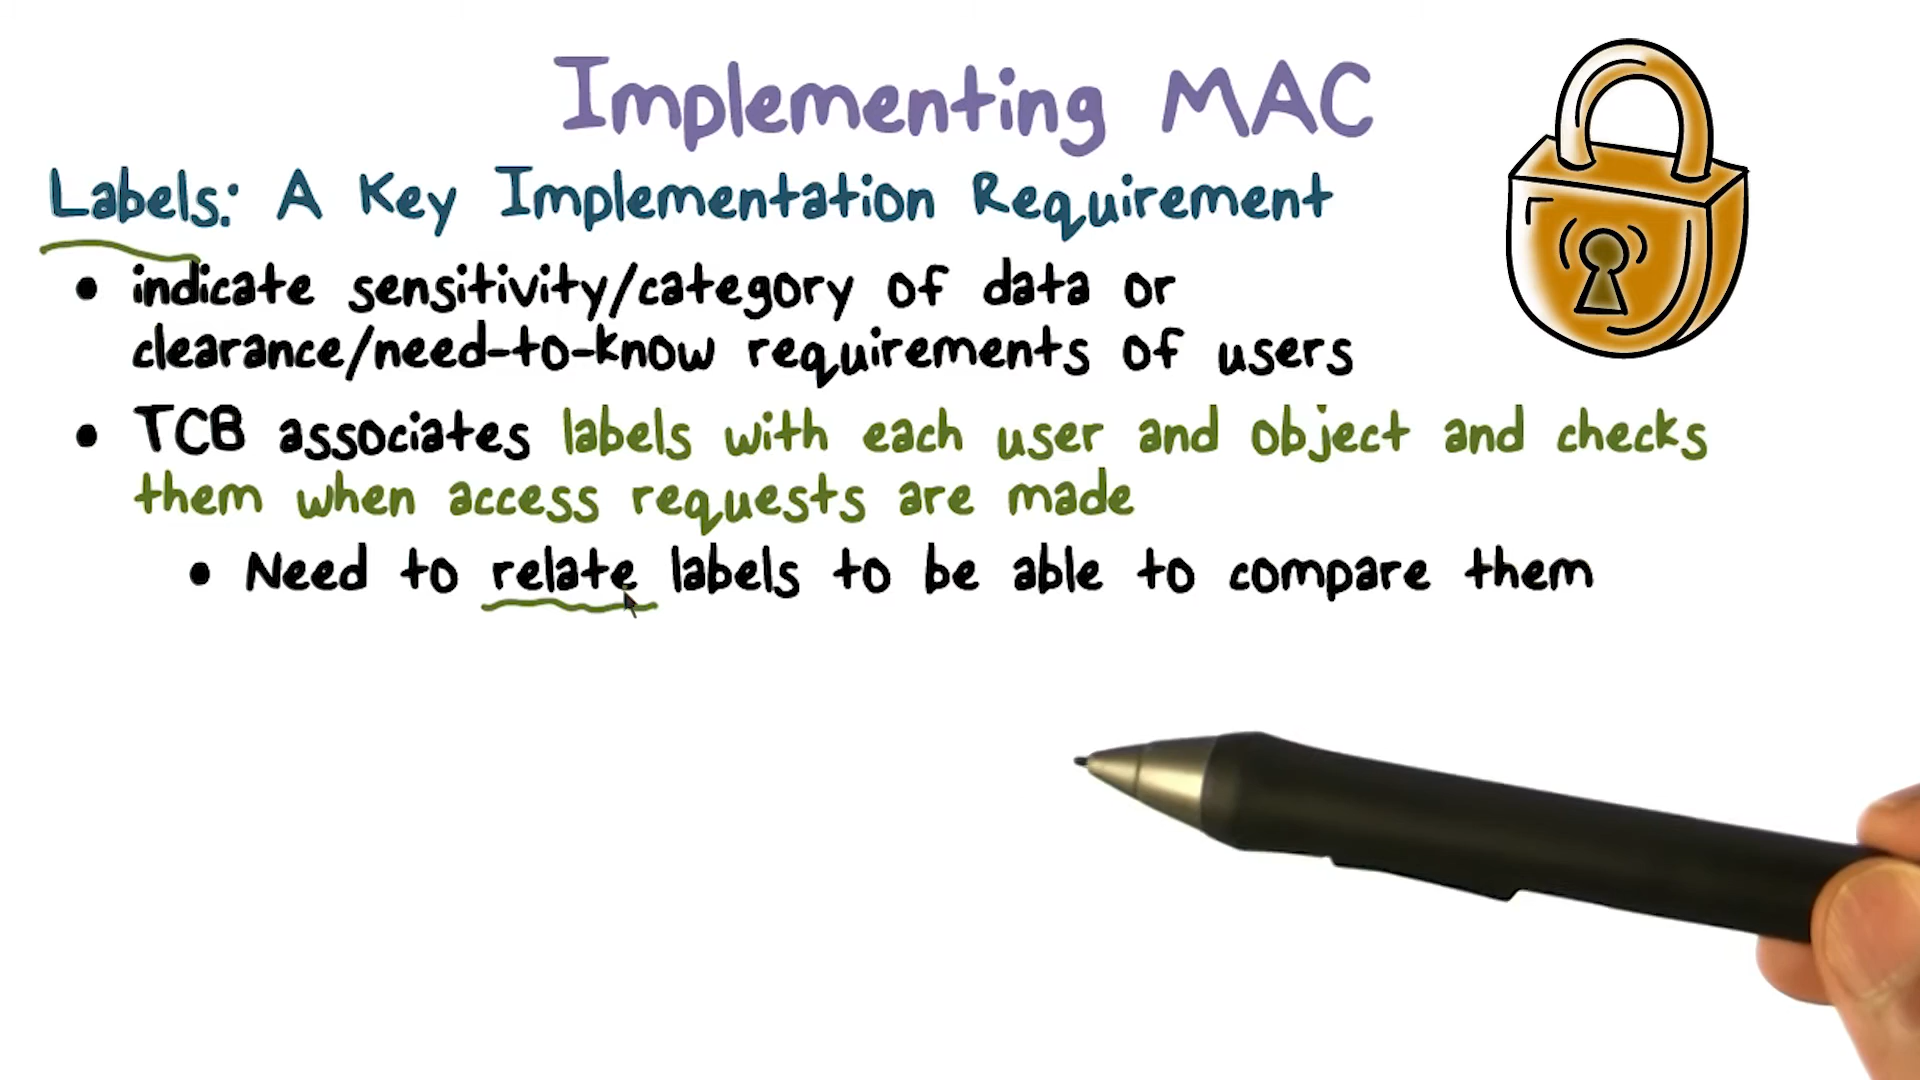 Implementing MAC
Labels: A Key Implementation Requirement
• indicate sensitivity/category of data or
clearance/need-to-know requirements of users
• TCB associates labels with each user and object and checks
them when access requests are made
• Need to relate labels to be able to compare them